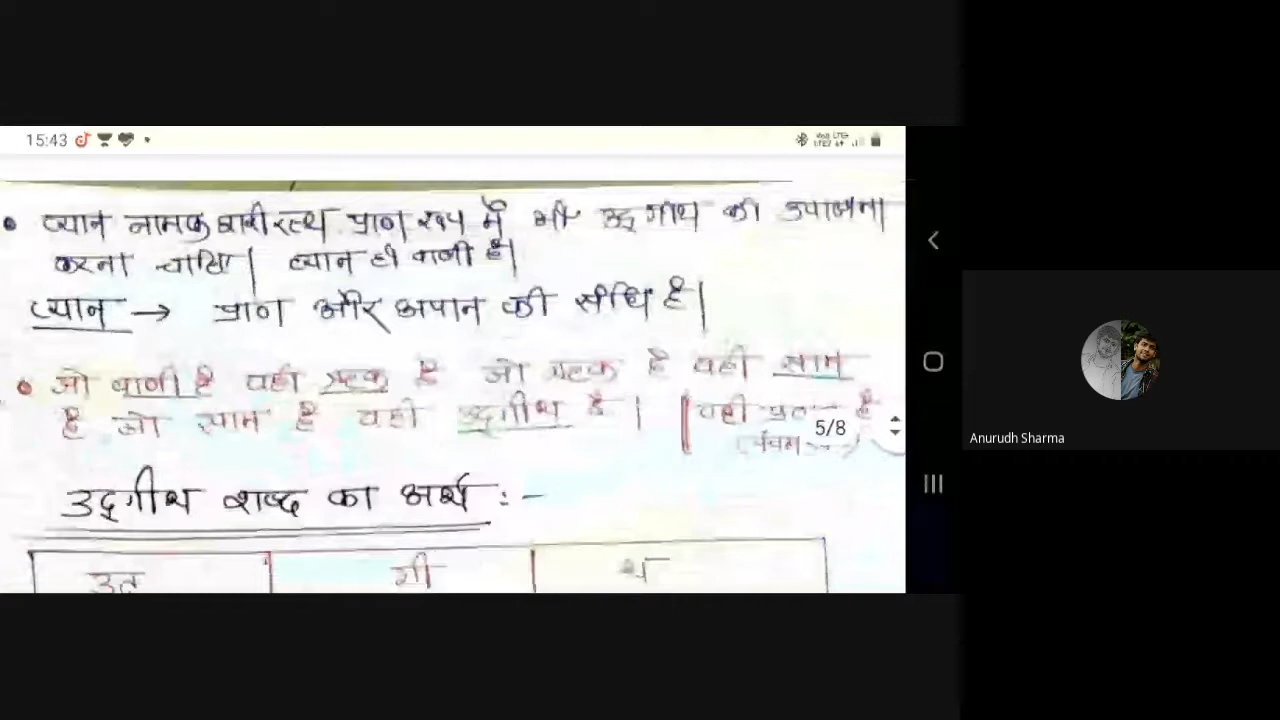 15:43
• व्यान नामक शरीरस्थ प्राण रूप में भी उद्गीथ की उपासना
करना चाहिए| व्यान ही वाणी है|
व्यान → प्राण और अपान की संधि है|
• जो वाणी है वही ऋक है जो ऋक है वही साम
है जो साम है वही उद्गीथ है | वही है
5/8
उद्गीथ शब्द का अर्थ :-
उत गी थ
Anurudh Sharma